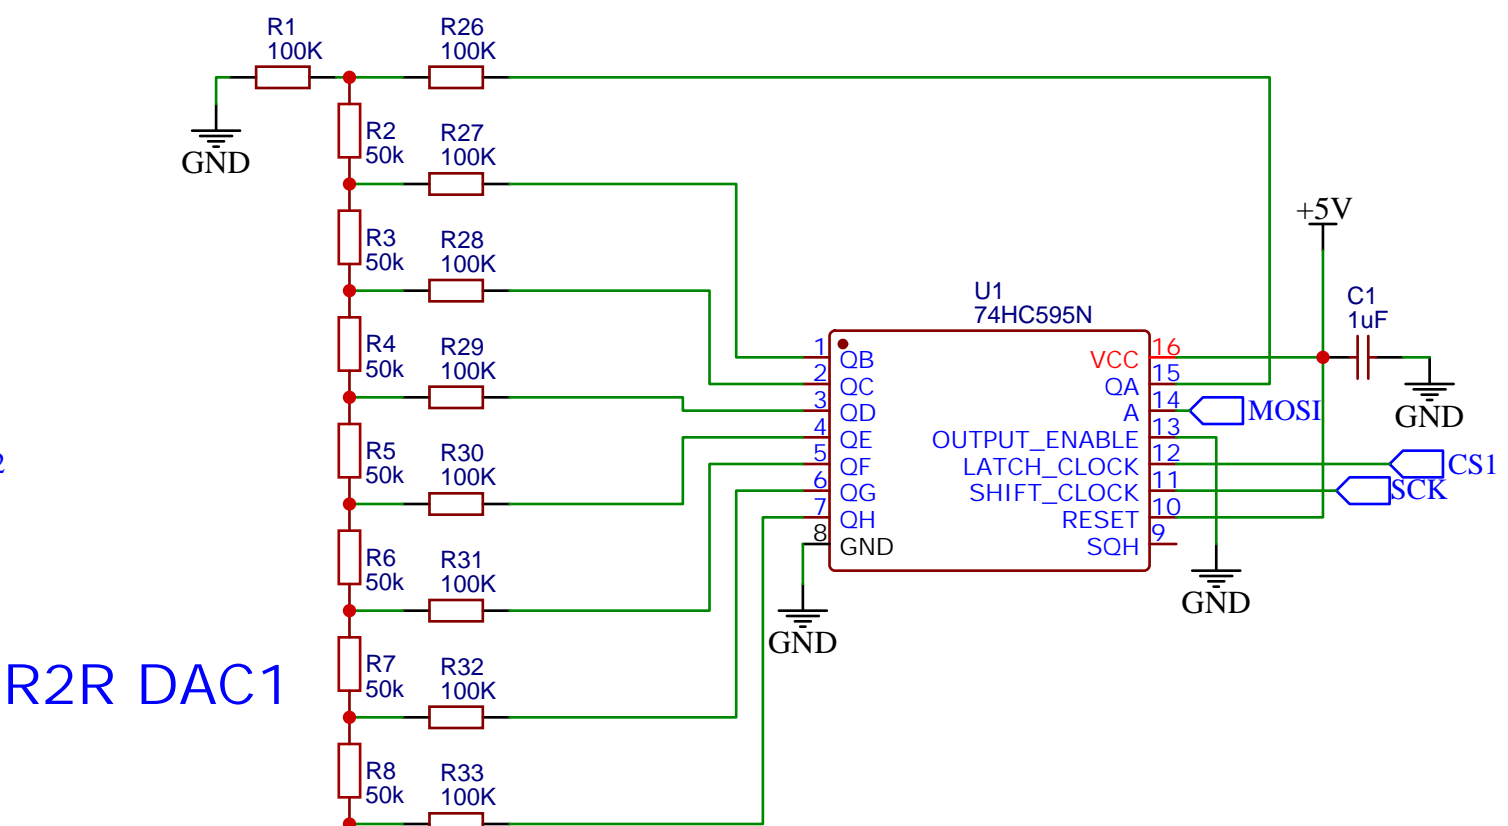 R1
100K
R26
100K
R2
50k
GND
R27
100K
R3
50k
R28
100K
+5V
U1
74HC595N
C1
1uF
R4
50k
R29
100K
1 QB
2 QC
3 QD
4 QE
5 QF
6 QG
7 QH
8 GND
VCC 16
QA 15
A 14
OUTPUT_ENABLE 13
LATCH_CLOCK 12
SHIFT_CLOCK 11
RESET 10
SQH 9
MOSI
GND
CS1
SCK
2
R5
50k
R30
100K
R6
50k
R31
100K
GND
GND
R2R DAC1
R7
50k
R32
100K
R8
50k
R33
100K